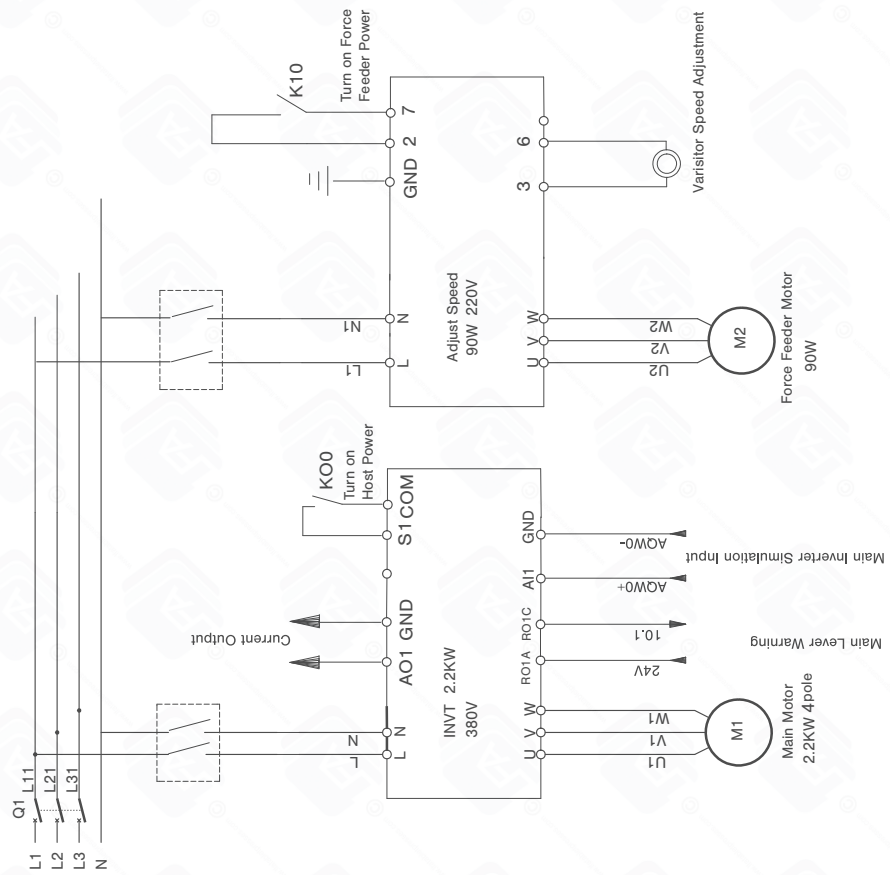 Q1
L1 L11
L2 L21
L3 L31
N
L
N
L1
N1
KO0
Turn on
Host Power
K10
Turn on Force
Feeder Power
Current Output
L
N
AO1
GND
S1
COM
INVT 2.2KW
380V
U
V
W
RO1A
RO1C
AI1
GND
U1
V1
W1
24V
10.1
AQW0+
AQW0-
M1
Main Motor
2.2KW 4pole
Main Lever Warning
Main Inverter Simulation Input
L
N
GND
2
7
Adjust Speed
90W 220V
U
V
W
3
6
U2
V2
W2
M2
Force Feeder Motor
90W
Varisitor Speed Adjustment